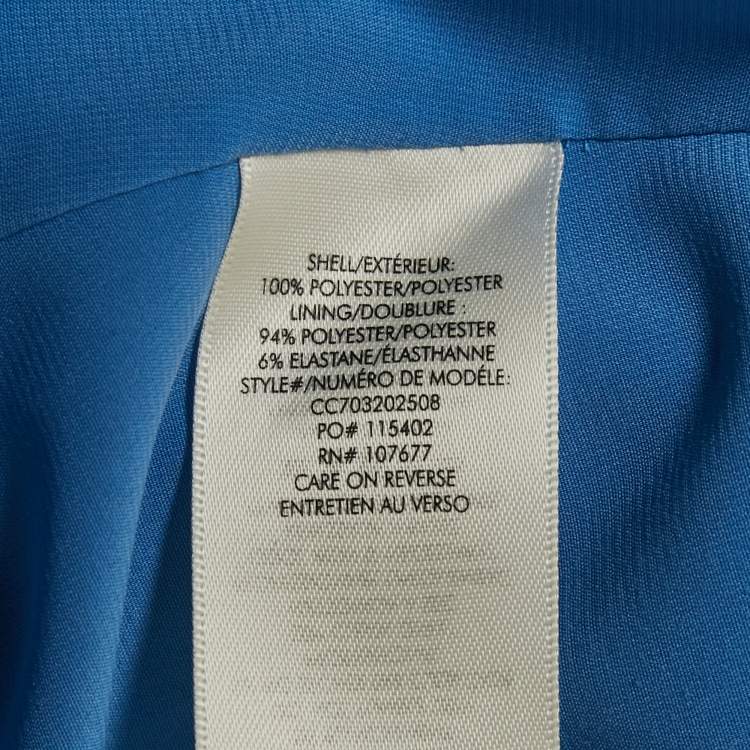 SHELL/EXTÉRIEUR:
100% POLYESTER/POLYESTER
LINING/DOUBLURE :
94% POLYESTER/POLYESTER
6% ELASTANE/ÉLASTHANNE
STYLE#/NUMÉRO DE MODÉLE:
CC703202508
PO# 115402
RN# 107677
CARE ON REVERSE
ENTRETIEN AU VERSO